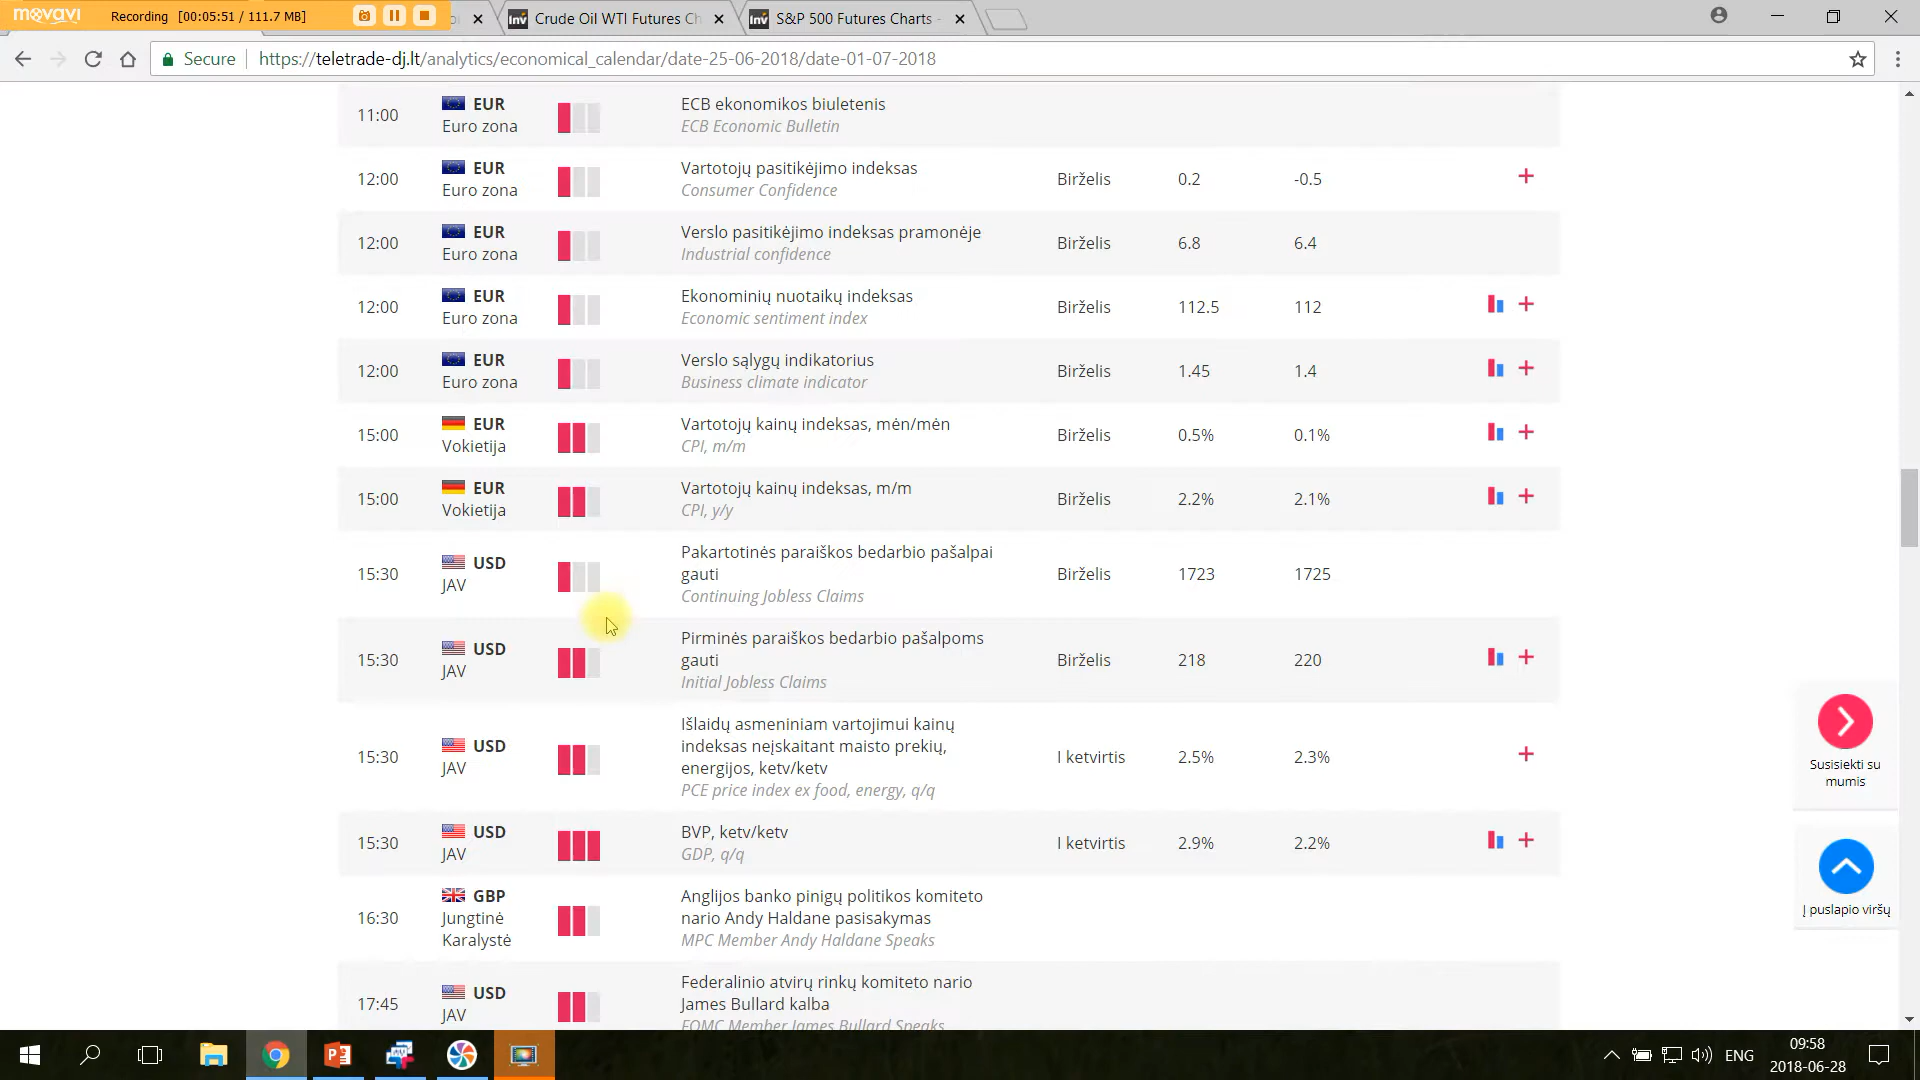 movavi Recording [00:05:51 / 111.7 MB]
Crude Oil WTI Futures Ch
S&P 500 Futures Charts -
Secure https://teletrade-dj.lt/analytics/economical_calendar/date-25-06-2018/date-01-07-2018
11:00 EUR Euro zona ECB ekonomikos biuletenis
ECB Economic Bulletin
12:00 EUR Euro zona Vartotojų pasitikėjimo indeksas Birželis 0.2 -0.5
Consumer Confidence
12:00 EUR Euro zona Verslo pasitikėjimo indeksas pramonėje Birželis 6.8 6.4
Industrial confidence
12:00 EUR Euro zona Ekonominių nuotaikų indeksas Birželis 112.5 112
Economic sentiment index
12:00 EUR Euro zona Verslo sąlygų indikatorius Birželis 1.45 1.4
Business climate indicator
15:00 EUR Vokietija Vartotojų kainų indeksas, mėn/mėn Birželis 0.5% 0.1%
CPI, m/m
15:00 EUR Vokietija Vartotojų kainų indeksas, m/m Birželis 2.2% 2.1%
CPI, y/y
15:30 USD JAV Pakartotinės paraiškos bedarbio pašalpai
gauti Birželis 1723 1725
Continuing Jobless Claims
15:30 USD JAV Pirminės paraiškos bedarbio pašalpoms
gauti Birželis 218 220
Initial Jobless Claims
15:30 USD JAV Išlaidų asmeniniam vartojimui kainų
indeksas neįskaitant maisto prekių,
energijos, ketv/ketv I ketvirtis 2.5% 2.3%
PCE price index ex food, energy, q/q
15:30 USD JAV BVP, ketv/ketv I ketvirtis 2.9% 2.2%
GDP, q/q
16:30 GBP Jungtinė Karalystė Anglijos banko pinigų politikos komiteto
nario Andy Haldane pasisakymas
MPC Member Andy Haldane Speaks
17:45 USD JAV Federalinio atvirų rinkų komiteto nario
James Bullard kalba
FOMC Member James Bullard Speaks
Susisiekti su
mumis
Į puslapio viršų
ENG
09:58
2018-06-28